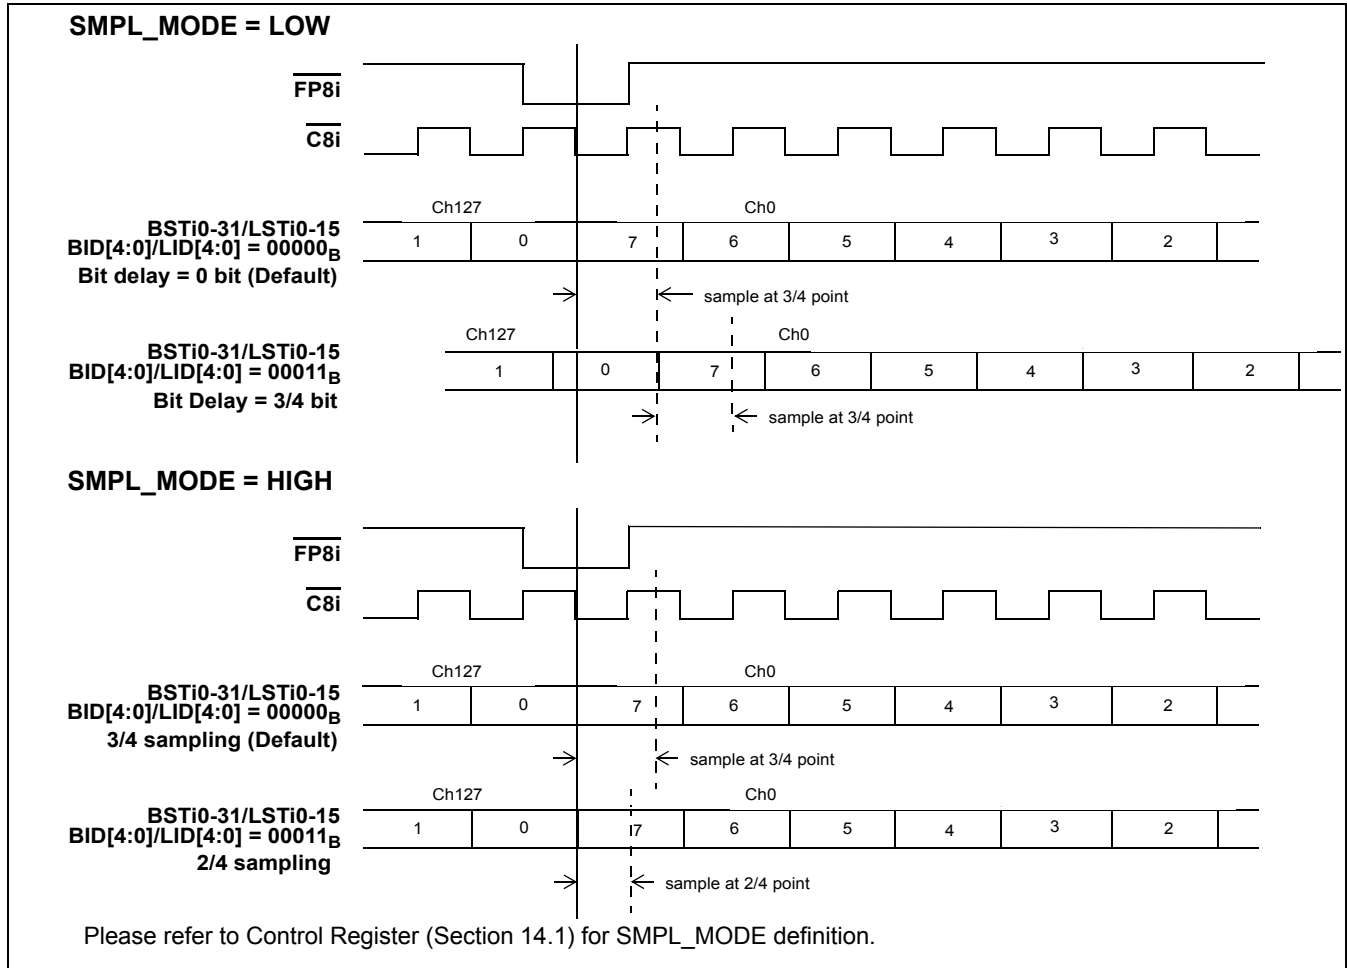 SMPL_MODE = LOW
FP8i
C8i
Ch127 Ch0
BSTi0-31/LSTi0-15
BID[4:0]/LID[4:0] = 00000B
Bit delay = 0 bit (Default)
1 0 7 6 5 4 3 2
sample at 3/4 point
Ch127 Ch0
BSTi0-31/LSTi0-15
BID[4:0]/LID[4:0] = 00011B
Bit Delay = 3/4 bit
1 0 7 6 5 4 3 2
sample at 3/4 point
SMPL_MODE = HIGH
FP8i
C8i
Ch127 Ch0
BSTi0-31/LSTi0-15
BID[4:0]/LID[4:0] = 00000B
3/4 sampling (Default)
1 0 7 6 5 4 3 2
sample at 3/4 point
Ch127 Ch0
BSTi0-31/LSTi0-15
BID[4:0]/LID[4:0] = 00011B
2/4 sampling
1 0 7 6 5 4 3 2
sample at 2/4 point
Please refer to Control Register (Section 14.1) for SMPL_MODE definition.